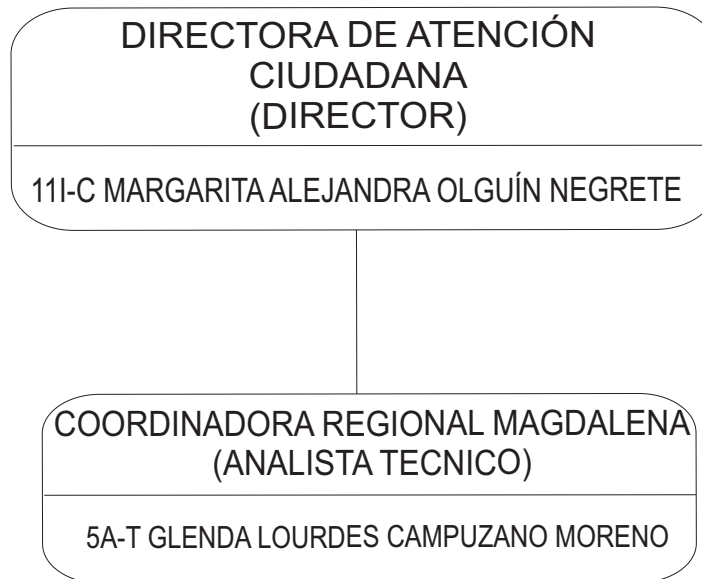 DIRECTORA DE ATENCIÓN
CIUDADANA
(DIRECTOR)
11I-C MARGARITA ALEJANDRA OLGUÍN NEGRETE
COORDINADORA REGIONAL MAGDALENA
(ANALISTA TECNICO)
5A-T GLENDA LOURDES CAMPUZANO MORENO